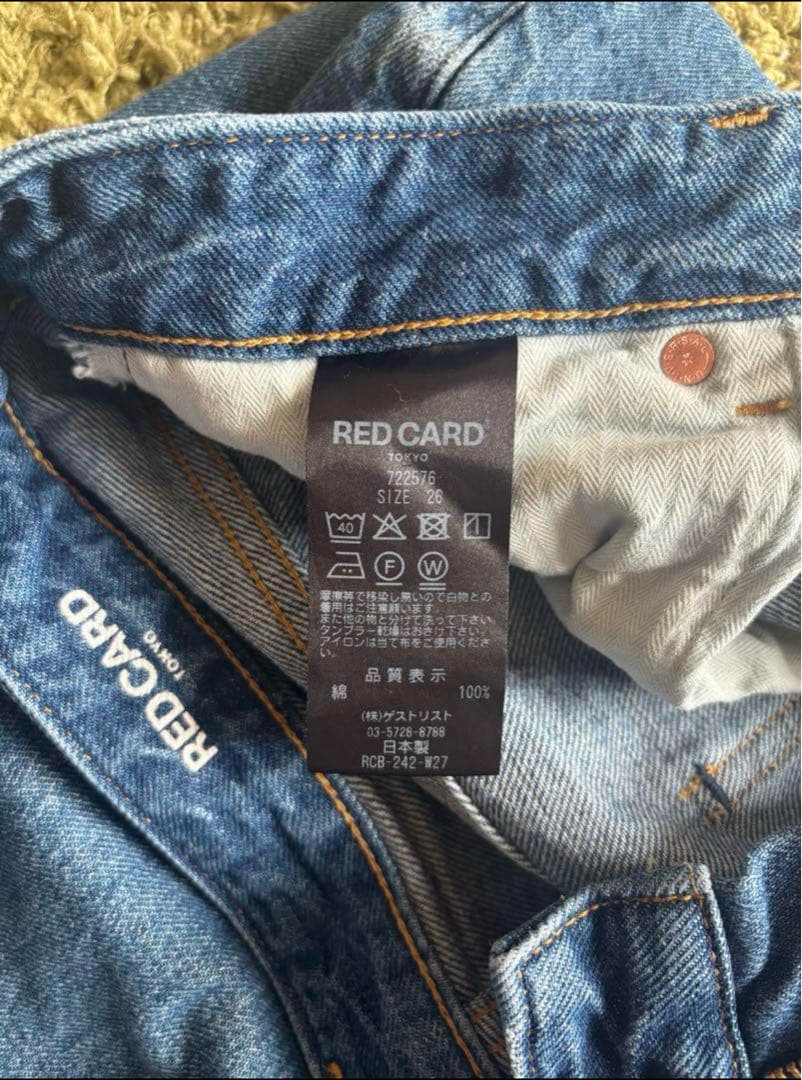 RED CARD
TOKYO
722576
SIZE 26
40
F
W
摩擦等で移染し易いので白物との
着用はご注意願います。
また他の物と分けて洗って下さい。
タンブラー乾燥はおさけ下さい。
アイロンは当て布をご使用くださ
い。
品質表示
綿 100%
(株)ゲストリスト
03-5728-8788
日本製
RCB-242-W27
RED CARD
TOKYO
UNIVERSAL